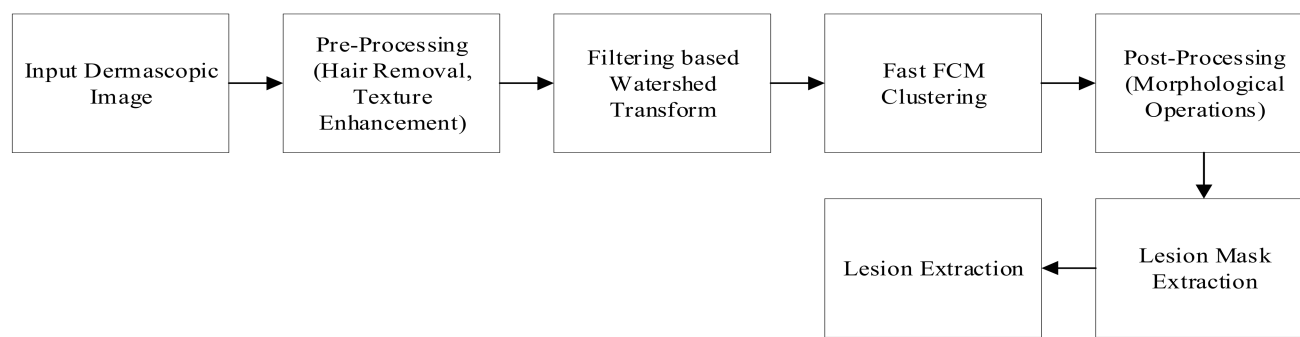 Input Dermascopic
Image
Pre-Processing
(Hair Removal,
Texture
Enhancement)
Filtering based
Watershed
Transform
Fast FCM
Clustering
Post-Processing
(Morphological
Operations)
Lesion Mask
Extraction
Lesion Extraction